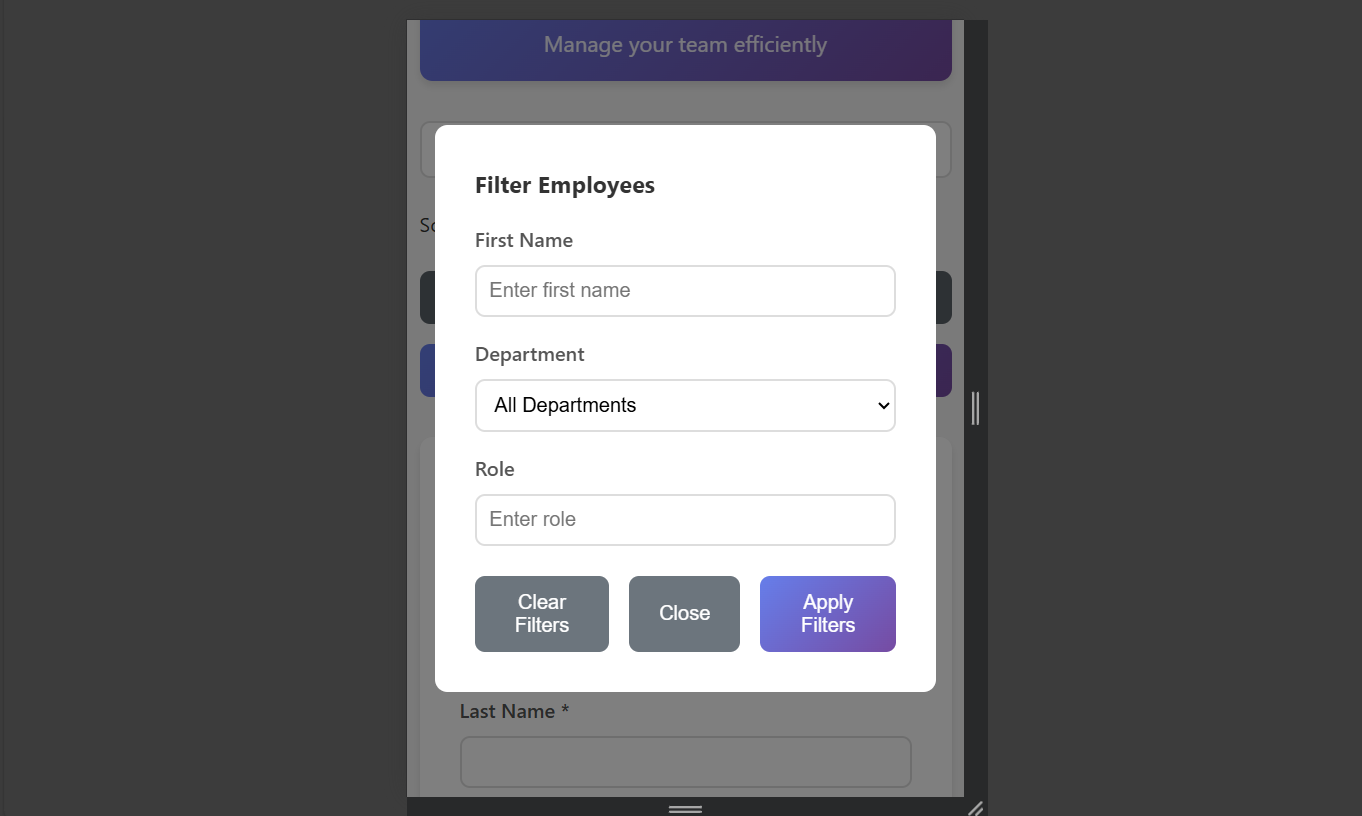 Manage your team efficiently
Filter Employees
First Name
Enter first name
Department
All Departments
Role
Enter role
Clear
Filters
Close
Apply
Filters
Last Name *